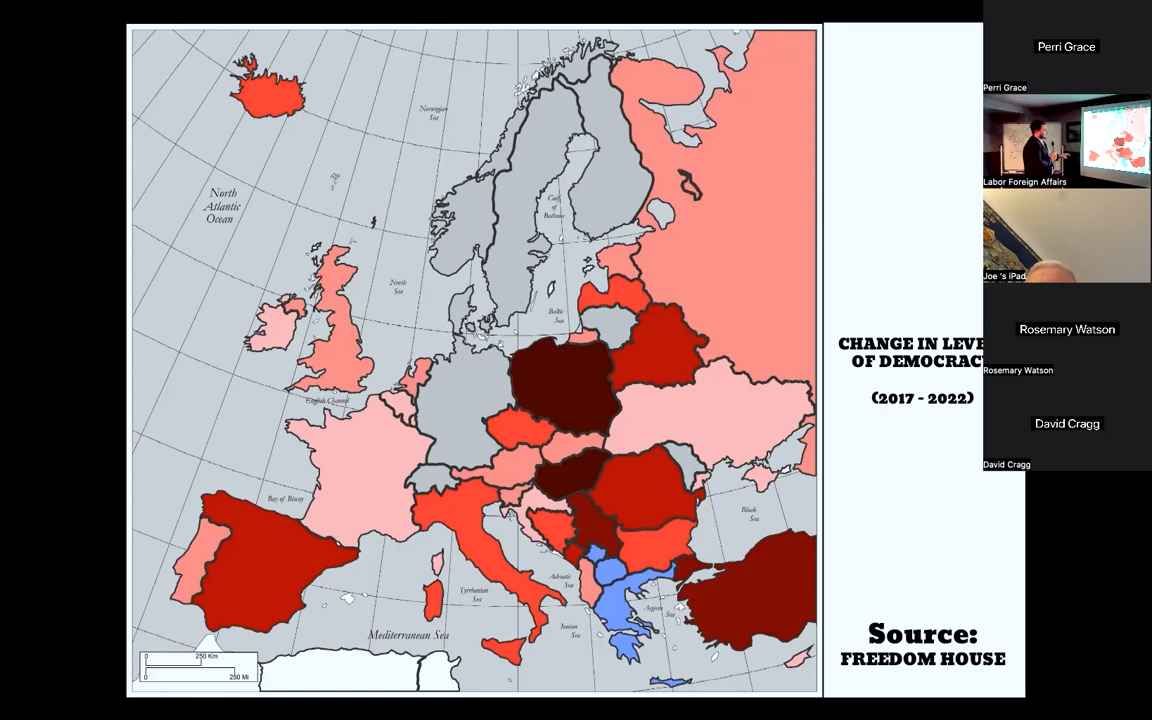 Norwegian
Sea
North
Atlantic
Ocean
Gulf
of
Bothnia
North
Sea
Baltic
Sea
English Channel
Bay of Biscay
Black
Sea
Adriatic
Sea
Tyrrhenian
Sea
Aegean
Sea
Ionian
Sea
Mediterranean Sea
0 250 Km
0 250 Mi
CHANGE IN LEVE
OF DEMOCRAC
(2017 - 2022)
Source:
FREEDOM HOUSE
Perri Grace
Perri Grace
Labor Foreign Affairs
Joe 's iPad
Rosemary Watson
Rosemary Watson
David Cragg
David Cragg